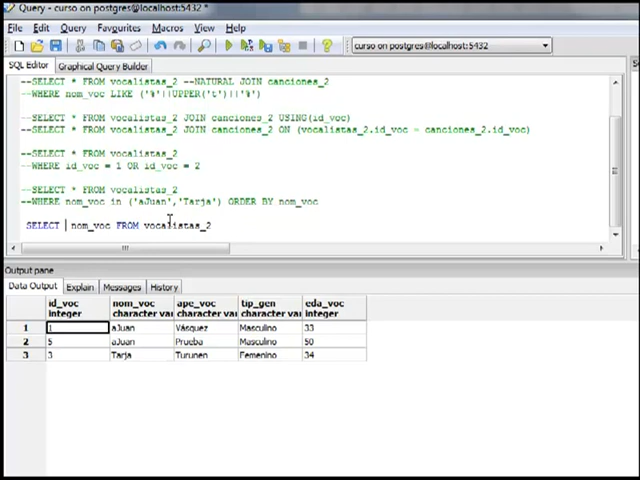 Query - curso on postgres@localhost:5432 *
File Edit Query Favourites Macros View Help
curso on postgres@localhost:5432
SQL Editor Graphical Query Builder
--SELECT * FROM vocalistas_2 --NATURAL JOIN canciones_2
--WHERE nom_voc LIKE ('%'||UPPER('t')||'%')
--SELECT * FROM vocalistas_2 JOIN canciones_2 USING(id_voc)
--SELECT * FROM vocalistas_2 JOIN canciones_2 ON (vocalistas_2.id_voc = canciones_2.id_voc)
--SELECT * FROM vocalistas_2
--WHERE id_voc = 1 OR id_voc = 2
--SELECT * FROM vocalistas_2
--WHERE nom_voc in ('aJuan','Tarja') ORDER BY nom_voc
SELECT nom_voc FROM vocalistas_2
Output pane
Data Output Explain Messages History
id_voc nom_voc ape_voc tip_gen eda_voc
integer character var character var character var integer
1 1 aJuan Vásquez Masculino 33
2 5 aJuan Prueba Masculino 50
3 3 Tarja Turunen Femenino 34